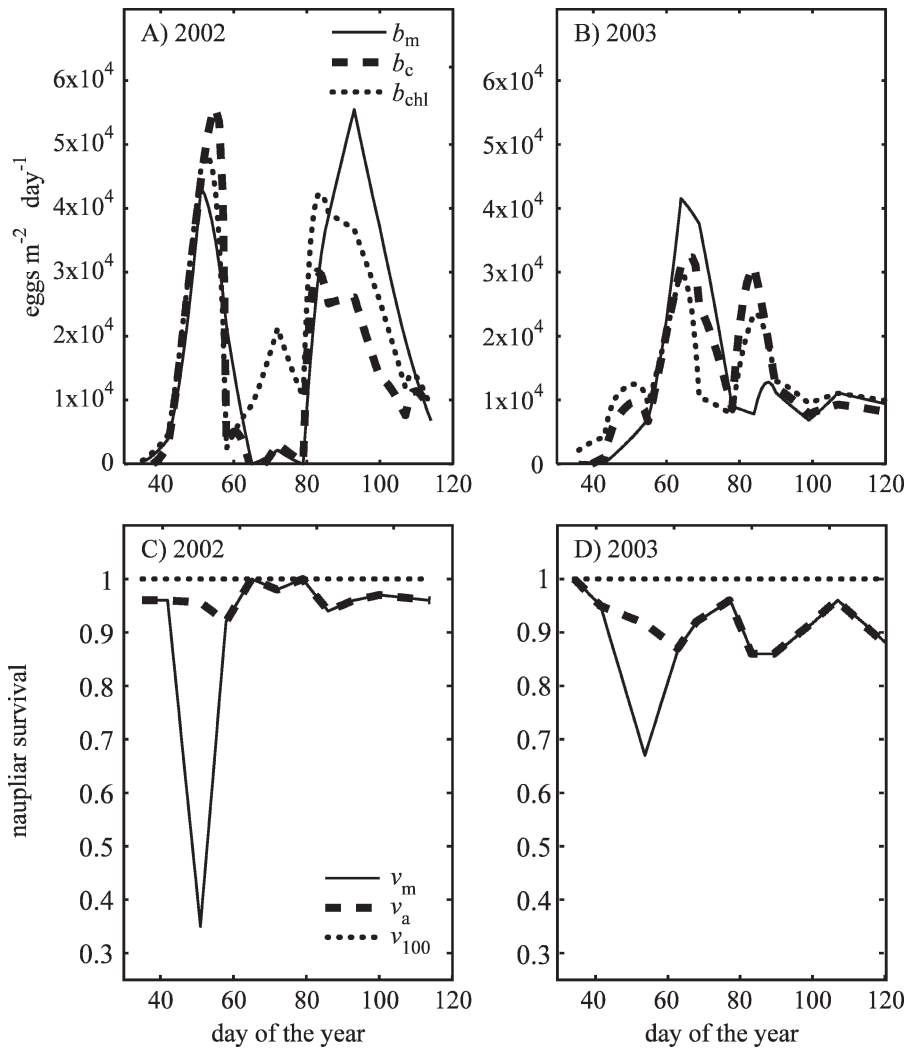 A) 2002
b_m
b_c
b_chl
6x10^4
5x10^4
4x10^4
3x10^4
2x10^4
1x10^4
0
eggs m^-2 day^-1
40 60 80 100 120
B) 2003
6x10^4
5x10^4
4x10^4
3x10^4
2x10^4
1x10^4
0
40 60 80 100 120
C) 2002
1
0.9
0.8
0.7
0.6
0.5
0.4
0.3
naupliar survival
v_m
v_a
v_100
40 60 80 100 120
day of the year
D) 2003
1
0.9
0.8
0.7
0.6
0.5
0.4
0.3
40 60 80 100 120
day of the year